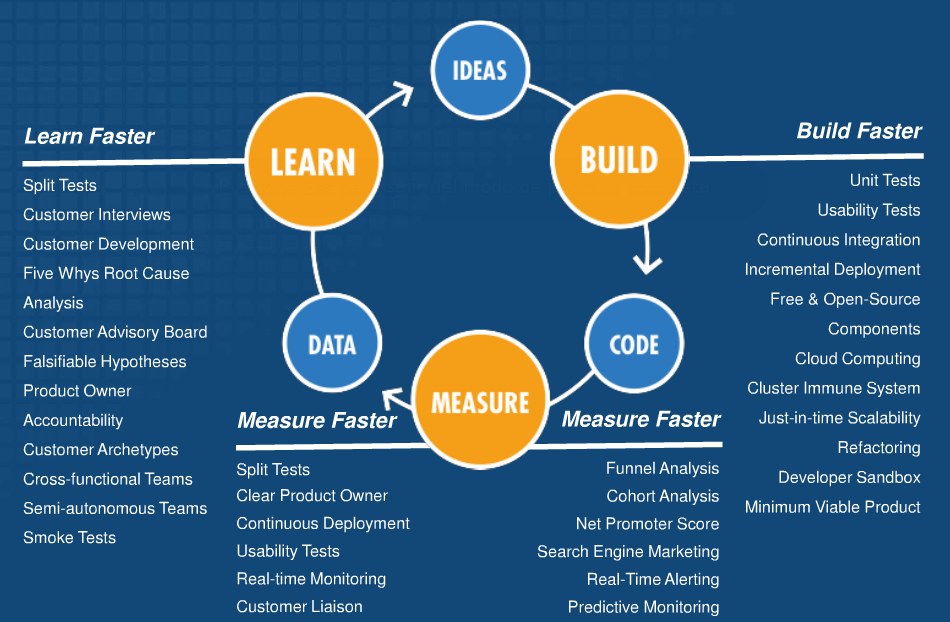 IDEAS
LEARN
BUILD
DATA
CODE
MEASURE
Learn Faster
Split Tests
Customer Interviews
Customer Development
Five Whys Root Cause
Analysis
Customer Advisory Board
Falsifiable Hypotheses
Product Owner
Accountability
Customer Archetypes
Cross-functional Teams
Semi-autonomous Teams
Smoke Tests
Measure Faster
Split Tests
Clear Product Owner
Continuous Deployment
Usability Tests
Real-time Monitoring
Customer Liaison
Measure Faster
Funnel Analysis
Cohort Analysis
Net Promoter Score
Search Engine Marketing
Real-Time Alerting
Predictive Monitoring
Build Faster
Unit Tests
Usability Tests
Continuous Integration
Incremental Deployment
Free & Open-Source
Components
Cloud Computing
Cluster Immune System
Just-in-time Scalability
Refactoring
Developer Sandbox
Minimum Viable Product